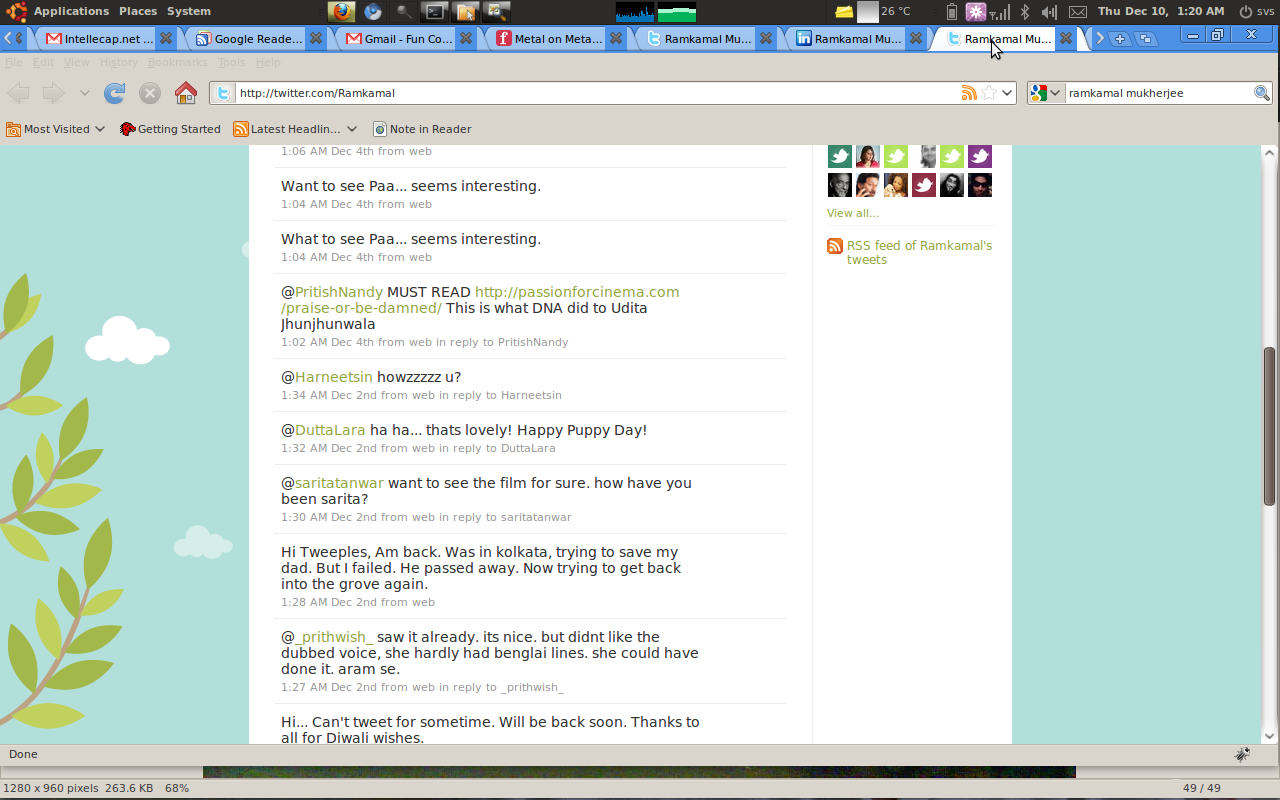 Applications Places System
26 °C
Thu Dec 10, 1:20 AM
svs
Intellecap.net ...
Google Reade...
Gmail - Fun Co...
Metal on Meta...
Ramkamal Mu...
Ramkamal Mu...
Ramkamal Mu...
File Edit View History Bookmarks Tools Help
http://twitter.com/Ramkamal
ramkamal mukherjee
Most Visited
Getting Started
Latest Headlin...
Note in Reader
1:06 AM Dec 4th from web
Want to see Paa... seems interesting.
1:04 AM Dec 4th from web
What to see Paa... seems interesting.
1:04 AM Dec 4th from web
@PritishNandy MUST READ http://passionforcinema.com
/praise-or-be-damned/ This is what DNA did to Udita
Jhunjhunwala
1:02 AM Dec 4th from web in reply to PritishNandy
@Harneetsin howzzzzz u?
1:34 AM Dec 2nd from web in reply to Harneetsin
@DuttaLara ha ha... thats lovely! Happy Puppy Day!
1:32 AM Dec 2nd from web in reply to DuttaLara
@saritatanwar want to see the film for sure. how have you
been sarita?
1:30 AM Dec 2nd from web in reply to saritatanwar
Hi Tweeples, Am back. Was in kolkata, trying to save my
dad. But I failed. He passed away. Now trying to get back
into the grove again.
1:28 AM Dec 2nd from web
@_prithwish_ saw it already. its nice. but didnt like the
dubbed voice, she hardly had benglai lines. she could have
done it. aram se.
1:27 AM Dec 2nd from web in reply to _prithwish_
Hi... Can't tweet for sometime. Will be back soon. Thanks to
all for Diwali wishes.
View all...
RSS feed of Ramkamal's
tweets
Done
1280 x 960 pixels 263.6 KB 68%
49 / 49